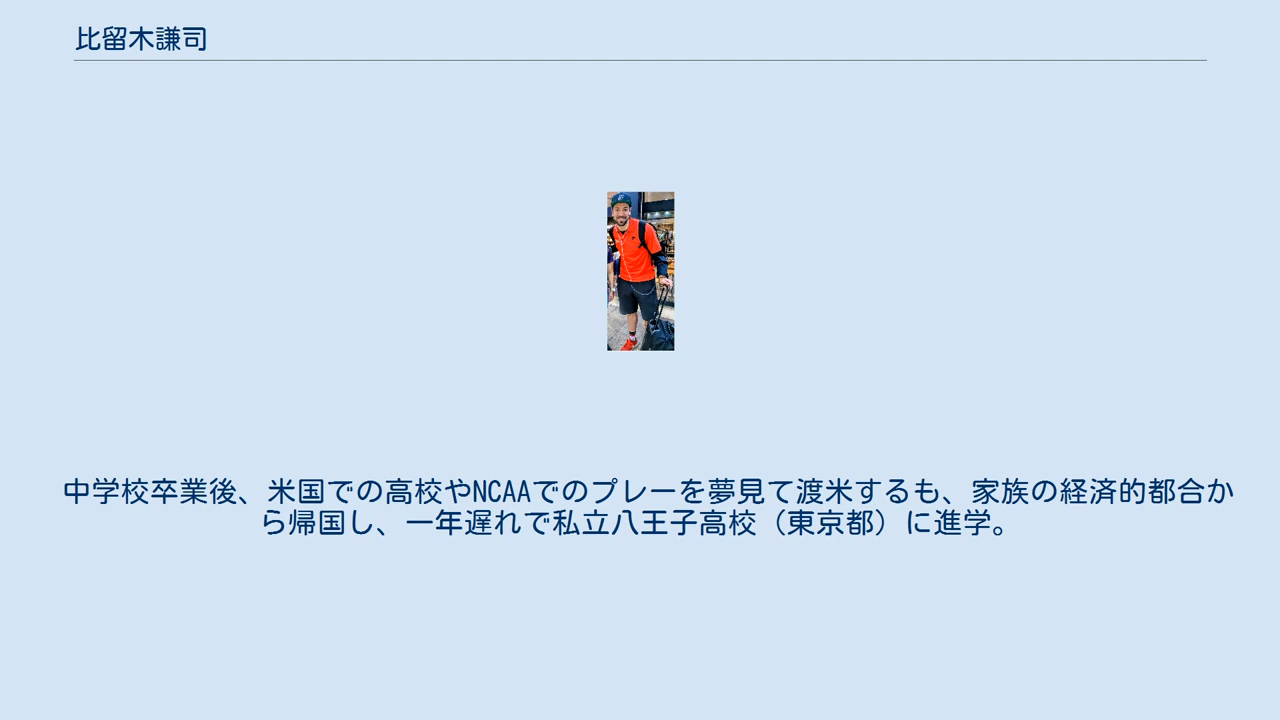 比留木謙司
中学校卒業後、米国での高校やNCAAでのプレーを夢見て渡米するも、家族の経済的都合か
ら帰国し、一年遅れで私立八王子高校（東京都）に進学。